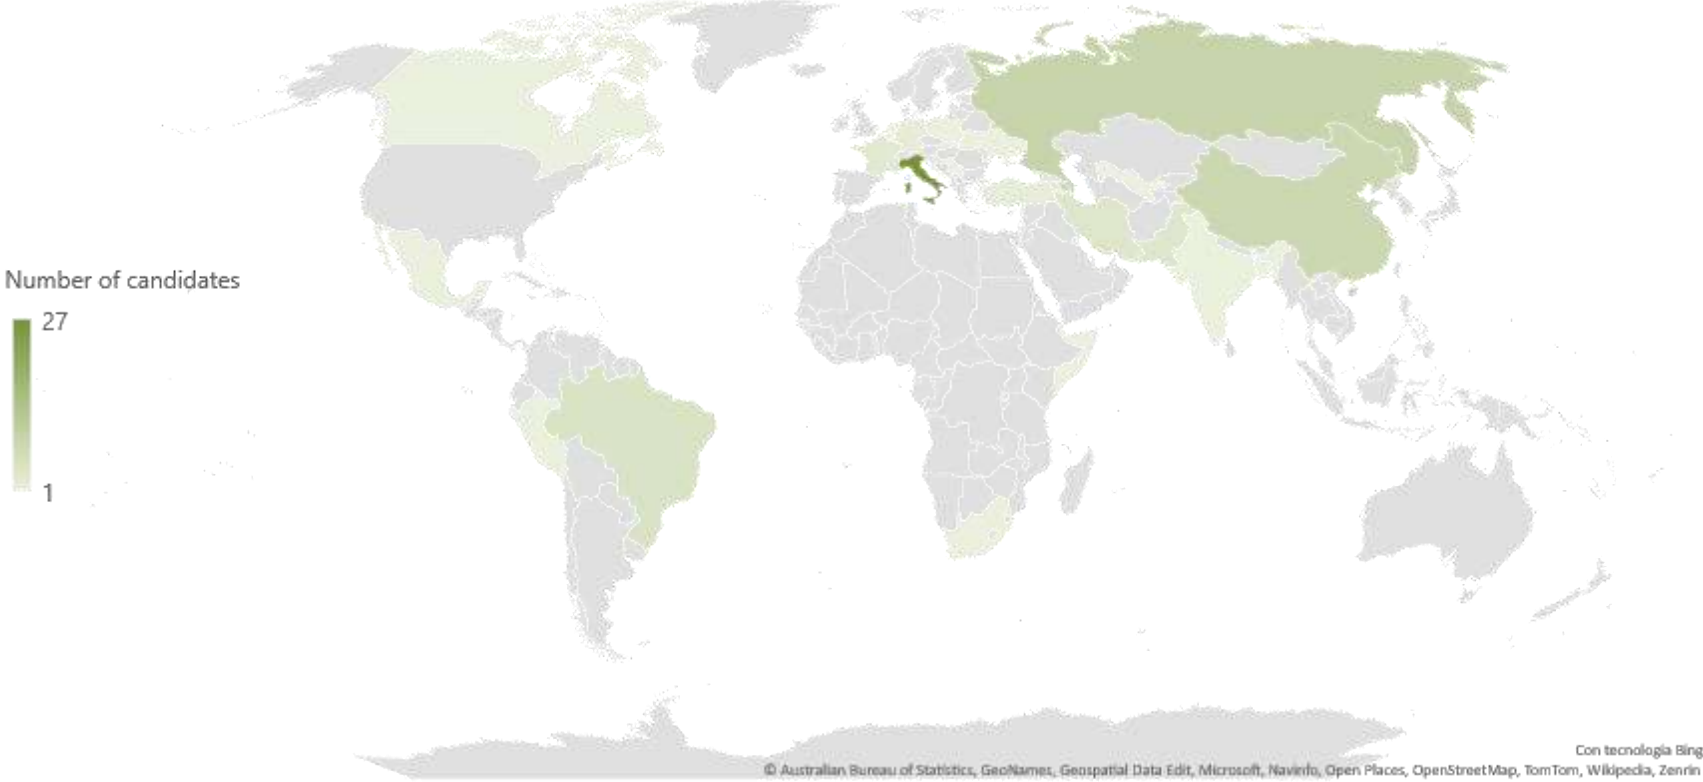 Number of candidates
27
1
Con tecnologia Bing
© Australian Bureau of Statistics, GeoNames, Geospatial Data Edit, Microsoft, Navinfo, Open Places, OpenStreetMap, TomTom, Wikipedia, Zenrin